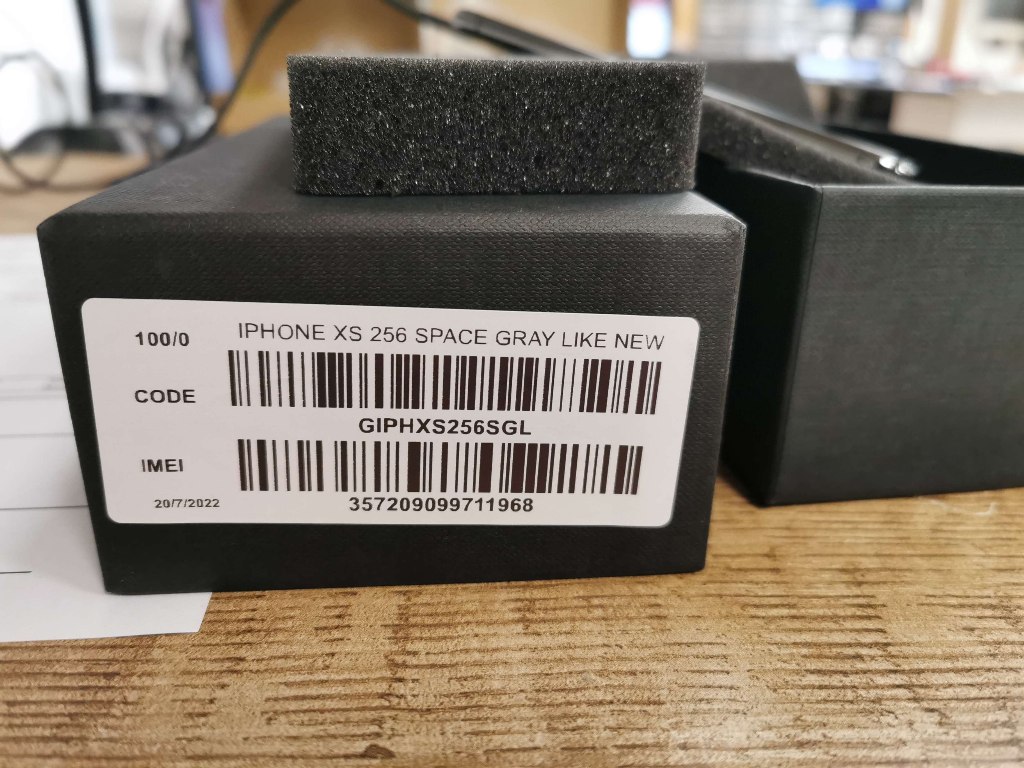 100/0 IPHONE XS 256 SPACE GRAY LIKE NEW
CODE
GIPHXS256SGL
IMEI
20/7/2022 357209099711968